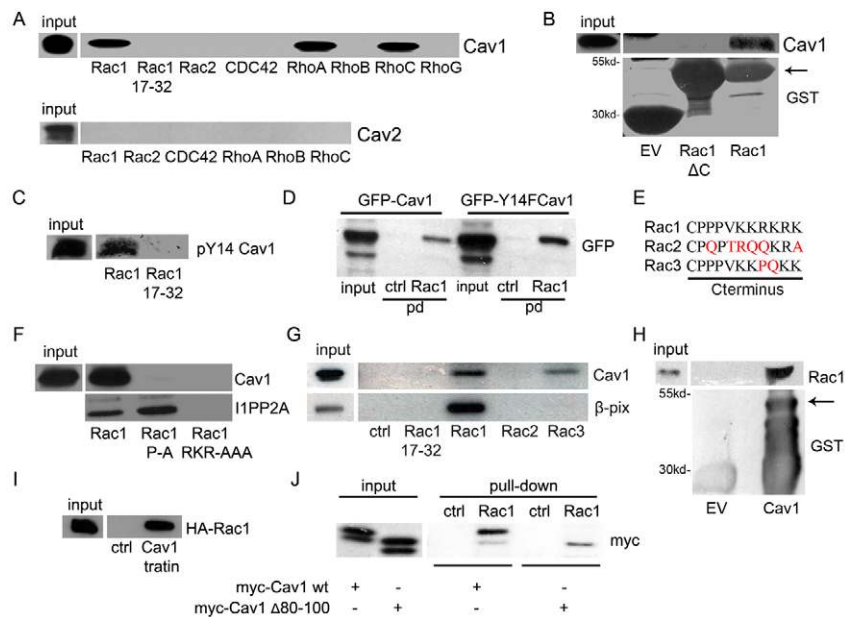 A
input
Cav1
Rac1 Rac1 Rac2 CDC42 RhoA RhoB RhoC RhoG
17-32
input
Cav2
Rac1 Rac2 CDC42 RhoA RhoB RhoC
B
input
Cav1
55kd-
GST
30kd-
EV Rac1 Rac1
ΔC
C
input
pY14 Cav1
Rac1 Rac1
17-32
D
GFP-Cav1 GFP-Y14FCav1
GFP
input ctrl Rac1 input ctrl Rac1
pd pd
E
Rac1 CPPPVKKRKRK
Rac2 CPQPTRQQKRA
Rac3 CPPPVKKPQKK
Cterminus
F
input
Cav1
I1PP2A
Rac1 Rac1 Rac1
P-A RKR-AAA
G
input
Cav1
β-pix
ctrl Rac1 Rac1 Rac2 Rac3
17-32
H
input
Rac1
55kd-
GST
30kd-
EV Cav1
I
input
HA-Rac1
ctrl Cav1
tratin
J
input pull-down
ctrl Rac1 ctrl Rac1
myc
myc-Cav1 wt + - + -
myc-Cav1 Δ80-100 - + - +